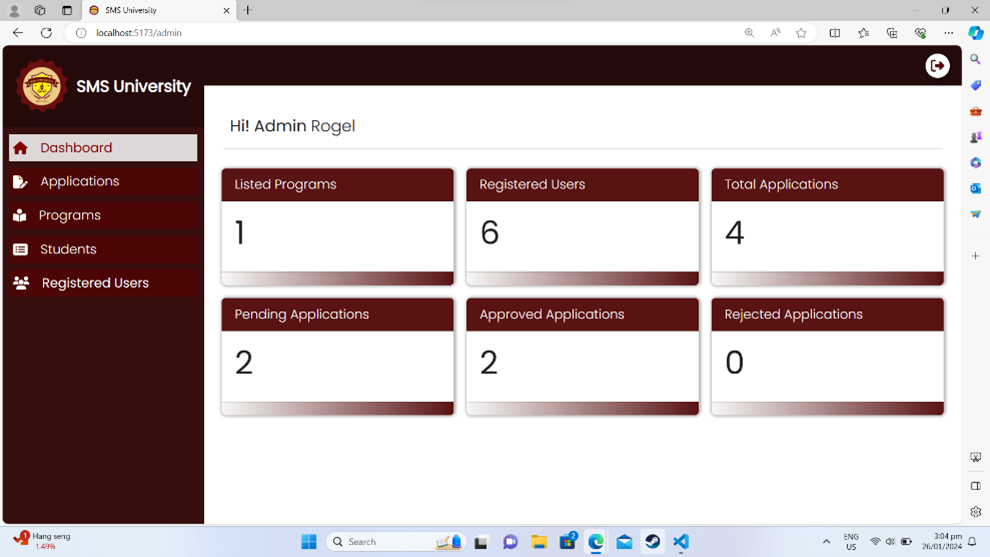 SMS University
localhost:5173/admin
SMS University
Hi! Admin Rogel
Dashboard
Applications
Programs
Students
Registered Users
Listed Programs
1
Registered Users
6
Total Applications
4
Pending Applications
2
Approved Applications
2
Rejected Applications
0
Hang seng
-1.49%
Search
ENG
US
3:04 pm
26/01/2024